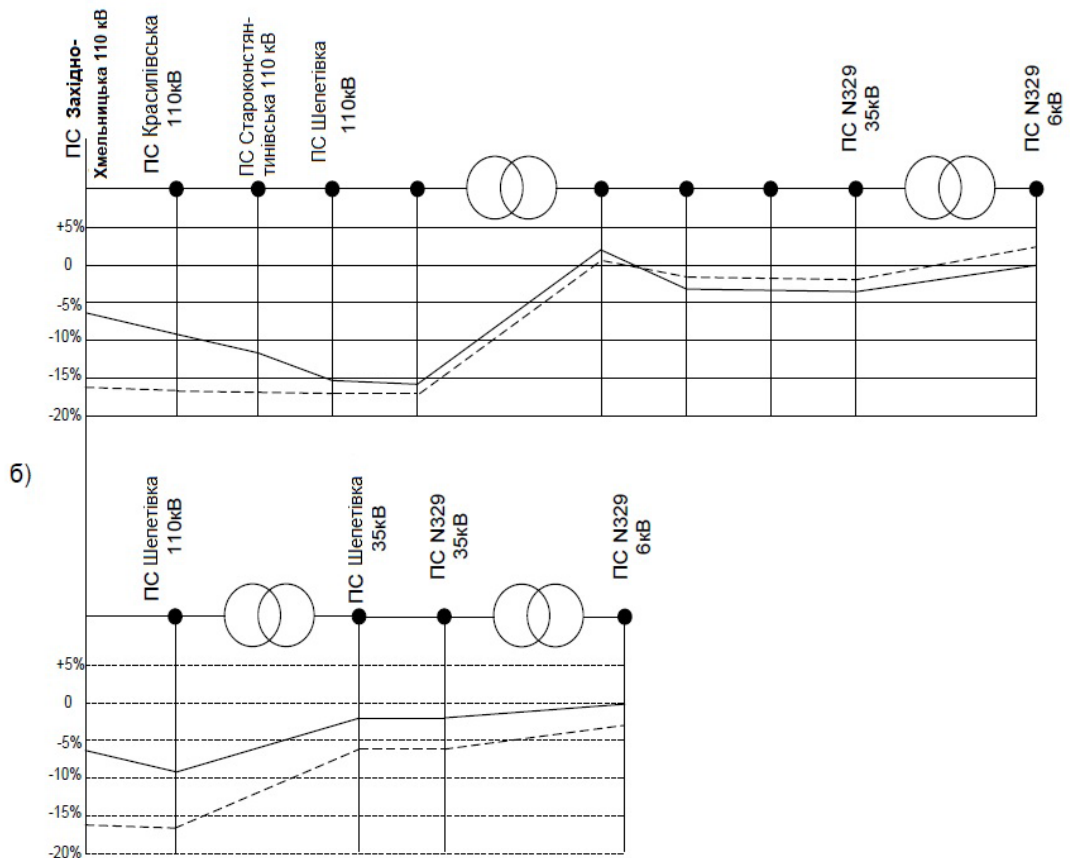 ПС Західно-
Хмельницька 110 кВ
ПС Красипівська
110кВ
ПС Староконстян-
тинівська 110 кВ
ПС Шепетівка
110кВ
ПС N329
35кВ
ПС N329
6кВ
+5%
0
-5%
-10%
-15%
-20%
б)
ПС Шепетівка
110кВ
ПС Шепетівка
35кВ
ПС N329
35кВ
ПС N329
6кВ
+5%
0
-5%
-10%
-15%
-20%